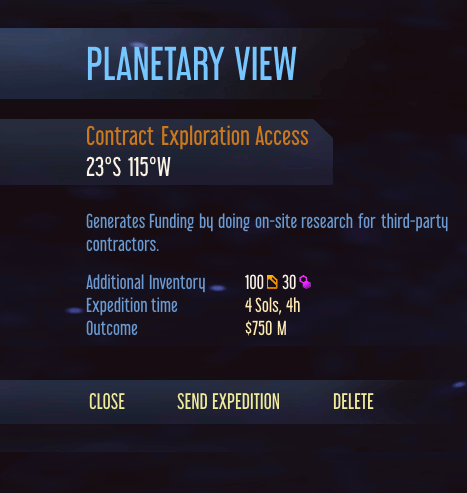 PLANETARY VIEW
Contract Exploration Access
23°S 115°W
Generates Funding by doing on-site research for third-party
contractors.
Additional Inventory 100 30
Expedition time 4 Sols, 4h
Outcome $750 M
CLOSE SEND EXPEDITION DELETE